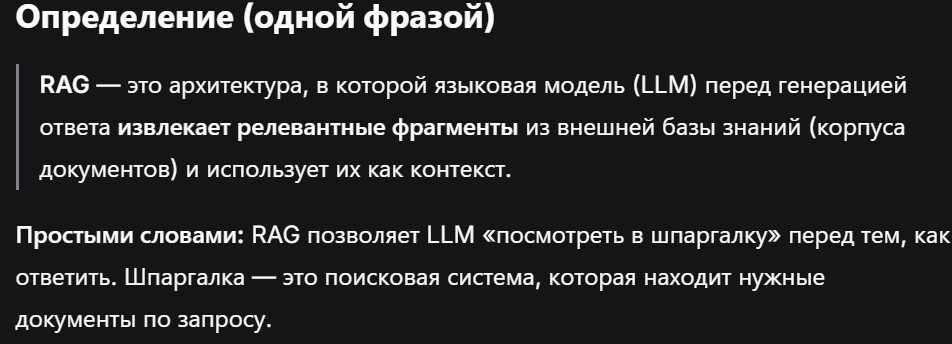 Определение (одной фразой)
RAG — это архитектура, в которой языковая модель (LLM) перед генерацией
ответа извлекает релевантные фрагменты из внешней базы знаний (корпуса
документов) и использует их как контекст.
Простыми словами: RAG позволяет LLM «посмотреть в шпаргалку» перед тем, как
ответить. Шпаргалка — это поисковая система, которая находит нужные
документы по запросу.